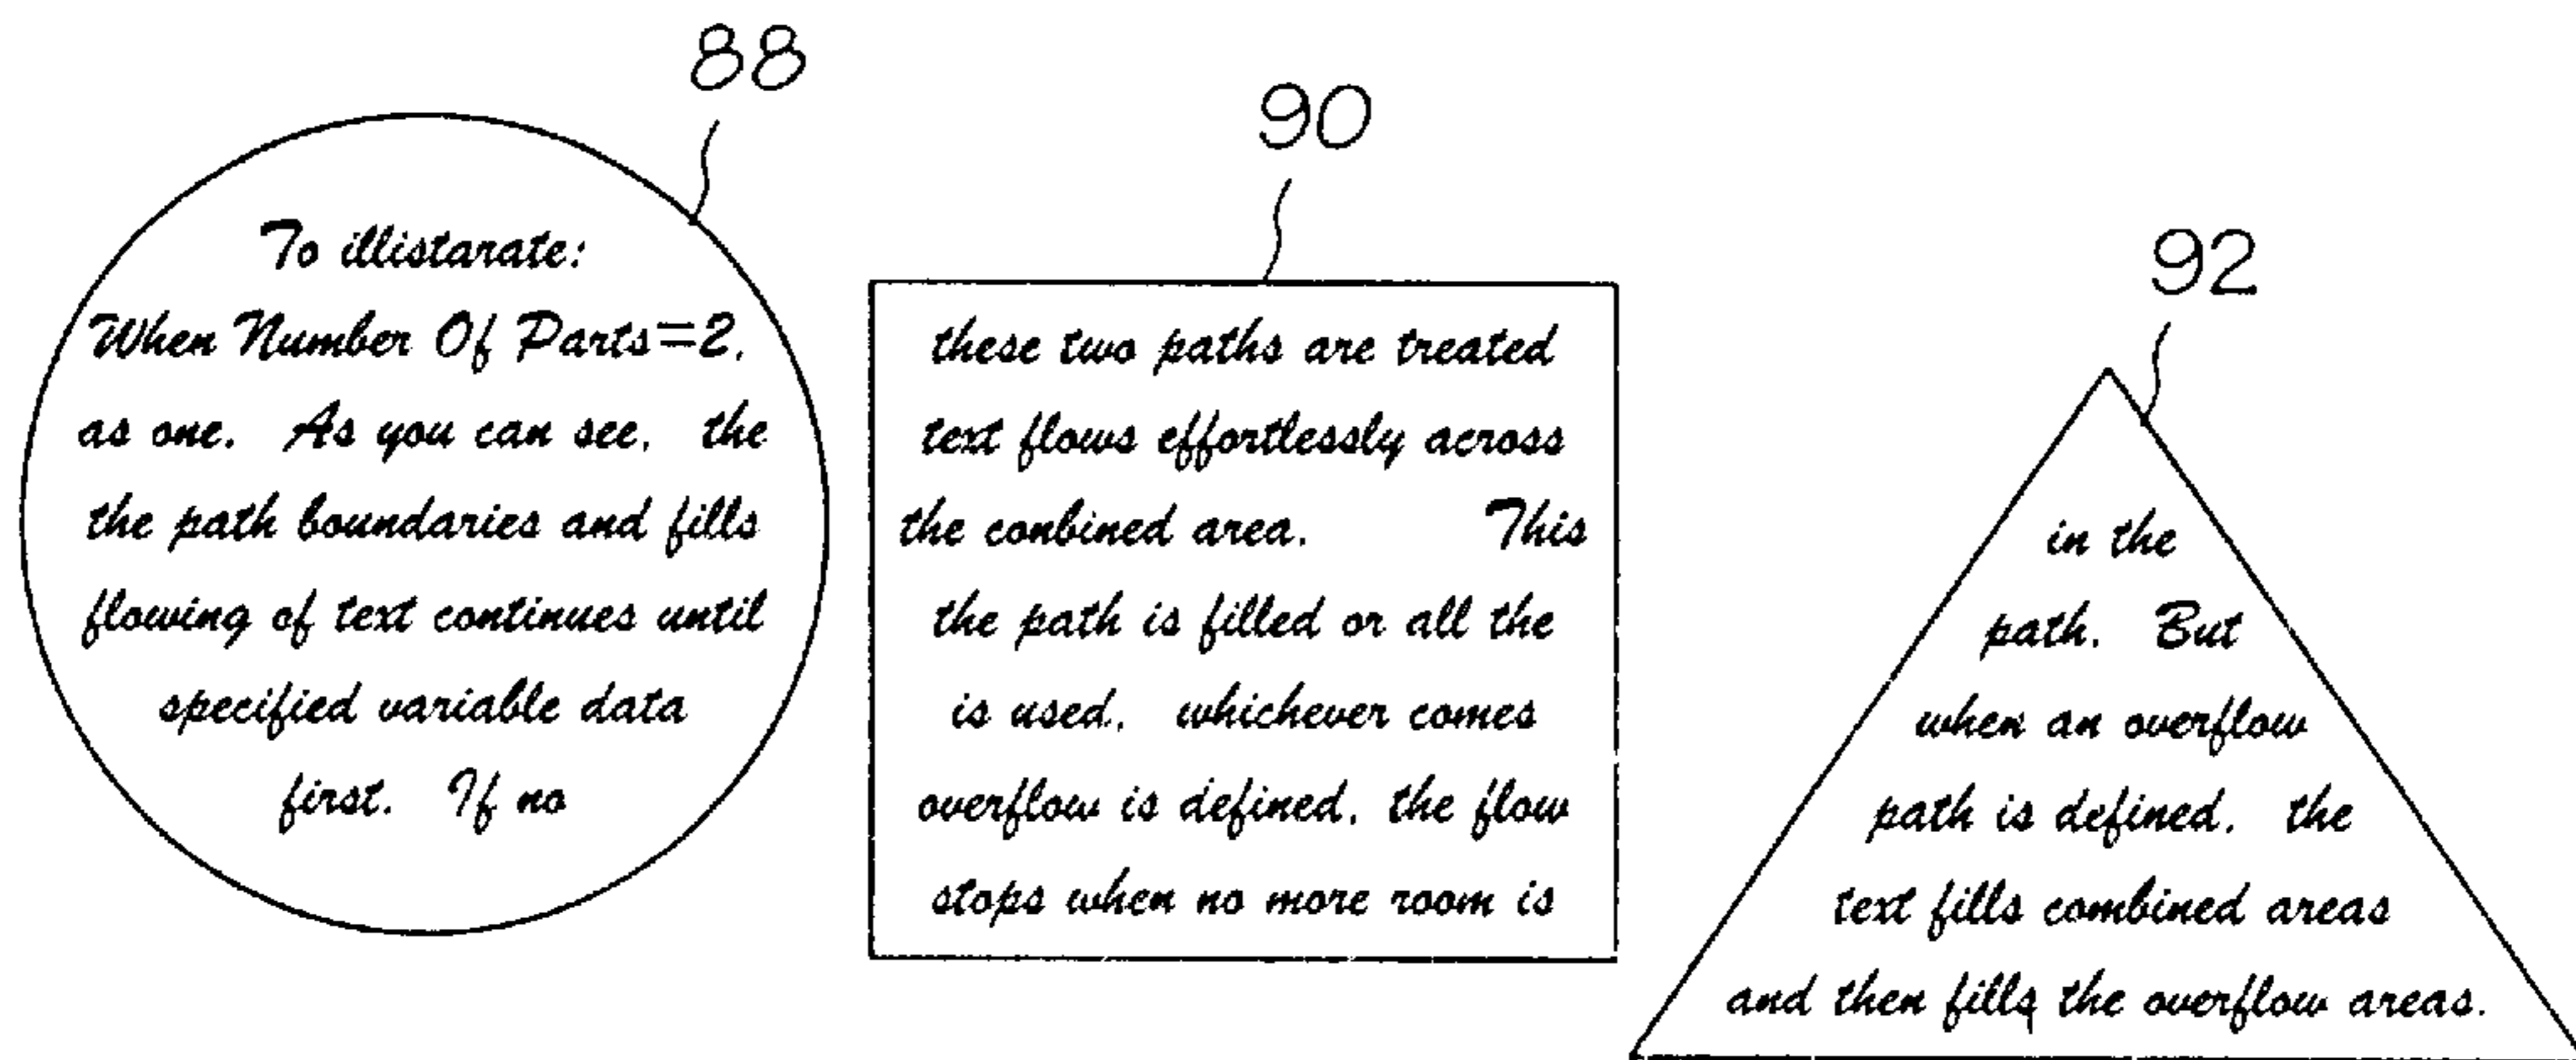 88
To illistarate:
When Number Of Parts=2,
as one. As you can see, the
the path boundaries and fills
flowing of text continues until
specified variable data
first. If no
90
these two paths are treated
text flows effortlessly across
the conbined area. This
the path is filled or all the
is used, whichever comes
overflow is defined, the flow
stops when no more room is
92
in the
path. But
when an overflow
path is defined, the
text fills combined areas
and then fills the overflow areas.